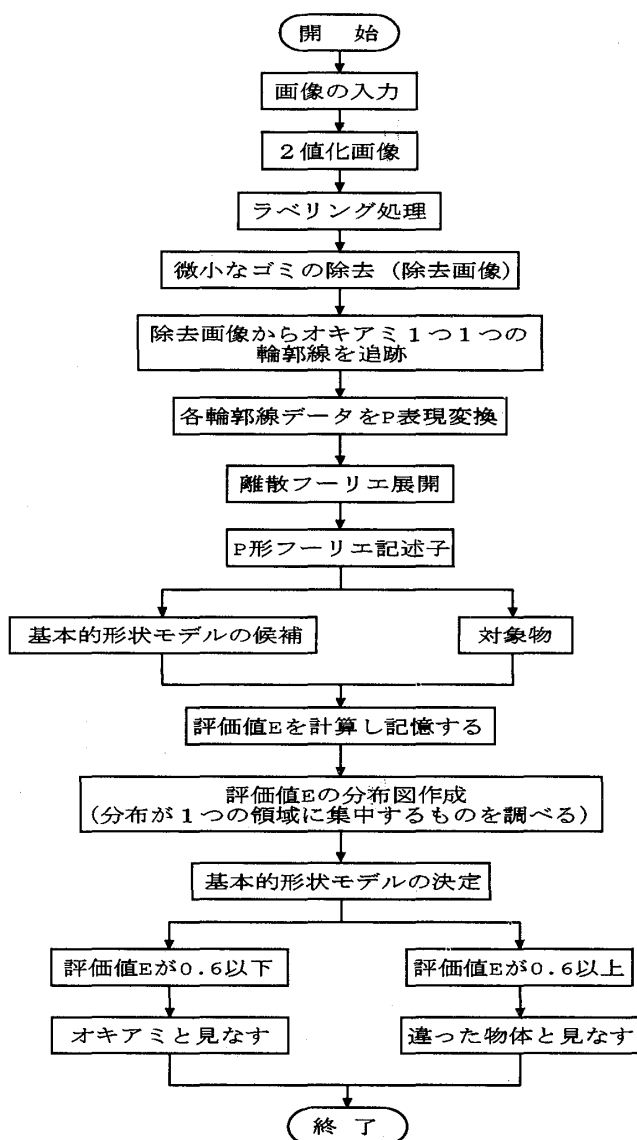 開　始
画像の入力
２値化画像
ラベリング処理
微小なゴミの除去（除去画像）
除去画像からオキアミ１つ１つの
輪郭線を追跡
各輪郭線データをP表現変換
離散フーリエ展開
P形フーリエ記述子
基本的形状モデルの候補
対象物
評価値Eを計算し記憶する
評価値Eの分布図作成
（分布が１つの領域に集中するものを調べる）
基本的形状モデルの決定
評価値Eが0.6以下
評価値Eが0.6以上
オキアミと見なす
違った物体と見なす
終　了